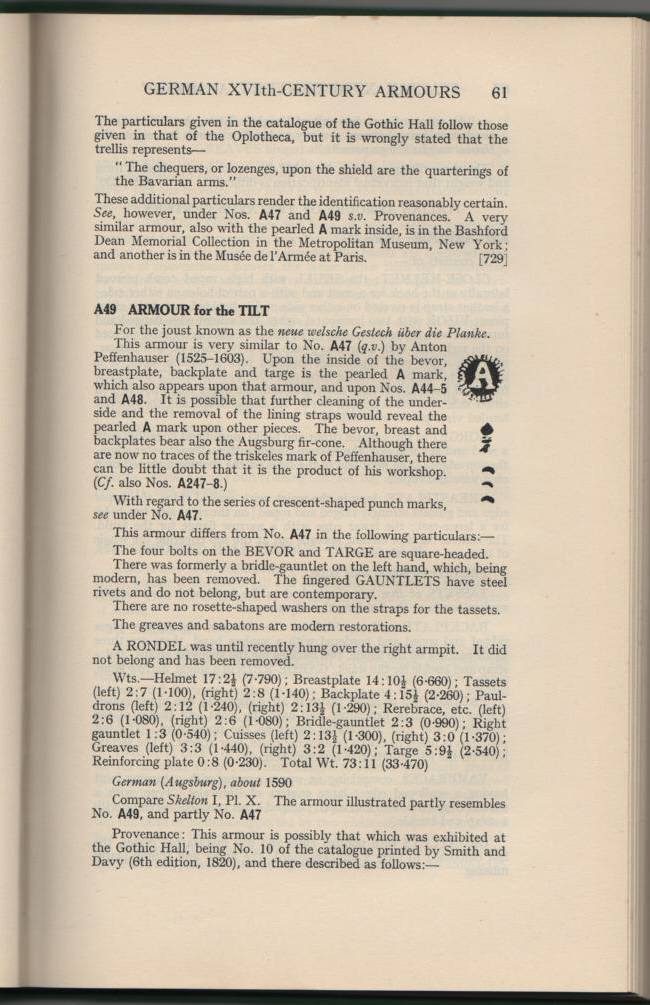 GERMAN XVIth-CENTURY ARMOURS 61
The particulars given in the catalogue of the Gothic Hall follow those
given in that of the Oplotheca, but it is wrongly stated that the
trellis represents—
“ The chequers, or lozenges, upon the shield are the quarterings of
the Bavarian arms.”
These additional particulars render the identification reasonably certain.
See, however, under Nos. A47 and A49 s.v. Provenances. A very
similar armour, also with the pearled A mark inside, is in the Bashford
Dean Memorial Collection in the Metropolitan Museum, New York;
and another is in the Musée de l'Armée at Paris. [729]
A49 ARMOUR for the TILT
For the joust known as the neue welsche Gestech über die Planke.
This armour is very similar to No. A47 (q.v.) by Anton
Peffenhauser (1525-1603). Upon the inside of the bevor,
breastplate, backplate and targe is the pearled A mark,
which also appears upon that armour, and upon Nos. A44-5
and A48. It is possible that further cleaning of the under-
side and the removal of the lining straps would reveal the
pearled A mark upon other pieces. The bevor, breast and
backplates bear also the Augsburg fir-cone. Although there
are now no traces of the triskeles mark of Peffenhauser, there
can be little doubt that it is the product of his workshop.
(Cf. also Nos. A247-8.)
A
With regard to the series of crescent-shaped punch marks,
see under No. A47.
This armour differs from No. A47 in the following particulars:—
The four bolts on the BEVOR and TARGE are square-headed.
There was formerly a bridle-gauntlet on the left hand, which, being
modern, has been removed. The fingered GAUNTLETS have steel
rivets and do not belong, but are contemporary.
There are no rosette-shaped washers on the straps for the tassets.
The greaves and sabatons are modern restorations.
A RONDEL was until recently hung over the right armpit. It did
not belong and has been removed.
Wts.—Helmet 17:2½ (7·790); Breastplate 14:10½ (6·660); Tassets
(left) 2:7 (1·100), (right) 2:8 (1·140); Backplate 4:15½ (2·260); Paul-
drons (left) 2:12 (1·240), (right) 2:13½ (1·290); Rerebrace, etc. (left)
2:6 (1·080), (right) 2:6 (1·080); Bridle-gauntlet 2:3 (0·990); Right
gauntlet 1:3 (0·540); Cuisses (left) 2:13½ (1·300), (right) 3:0 (1·370);
Greaves (left) 3:3 (1·440), (right) 3:2 (1·420); Targe 5:9½ (2·540);
Reinforcing plate 0:8 (0·230). Total Wt. 73:11 (33·470)
German (Augsburg), about 1590
Compare Skelton I, Pl. X. The armour illustrated partly resembles
No. A49, and partly No. A47
Provenance: This armour is possibly that which was exhibited at
the Gothic Hall, being No. 10 of the catalogue printed by Smith and
Davy (6th edition, 1820), and there described as follows:—